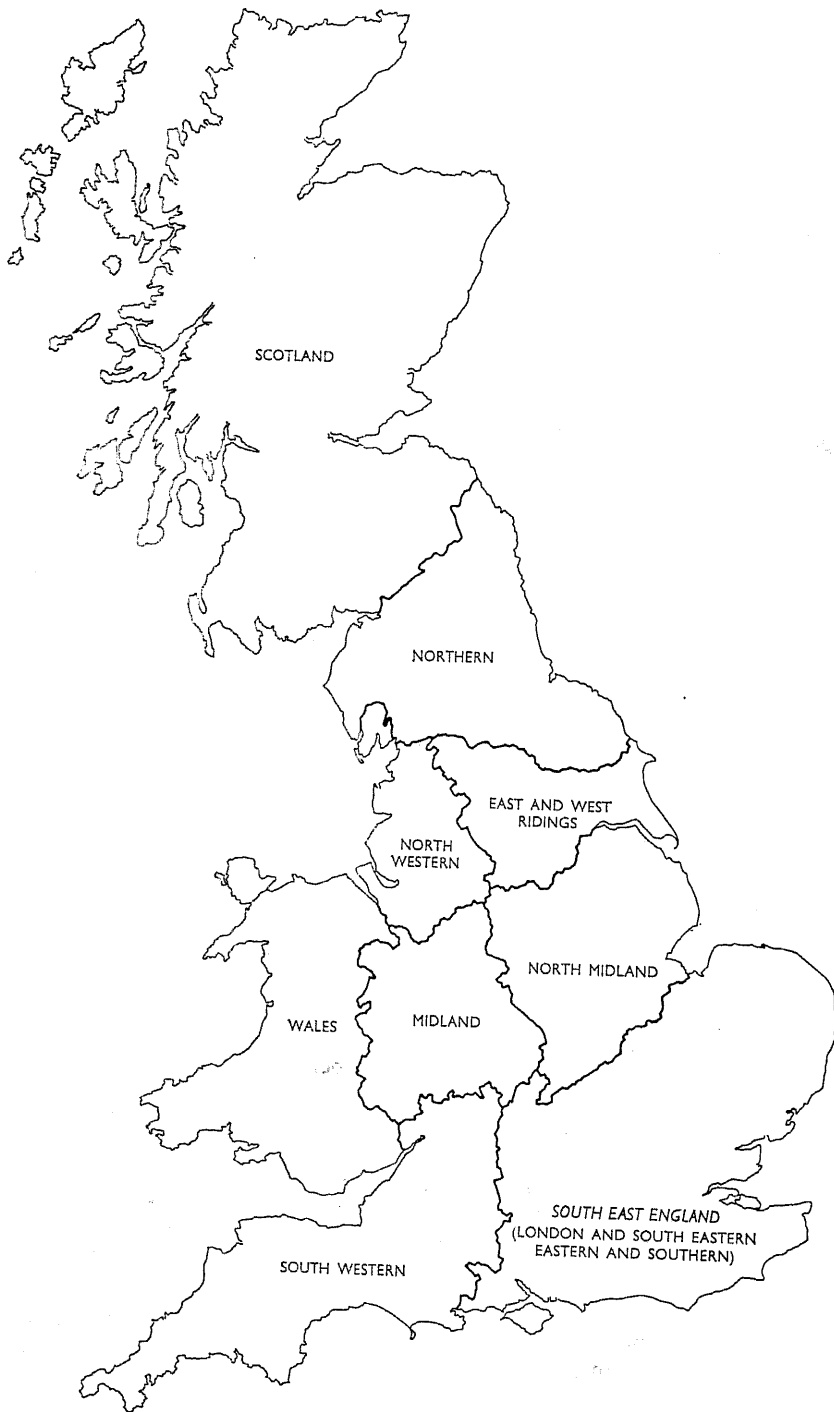 SCOTLAND
NORTHERN
EAST AND WEST
RIDINGS
NORTH
WESTERN
NORTH MIDLAND
WALES
MIDLAND
SOUTH EAST ENGLAND
(LONDON AND SOUTH EASTERN
EASTERN AND SOUTHERN)
SOUTH WESTERN